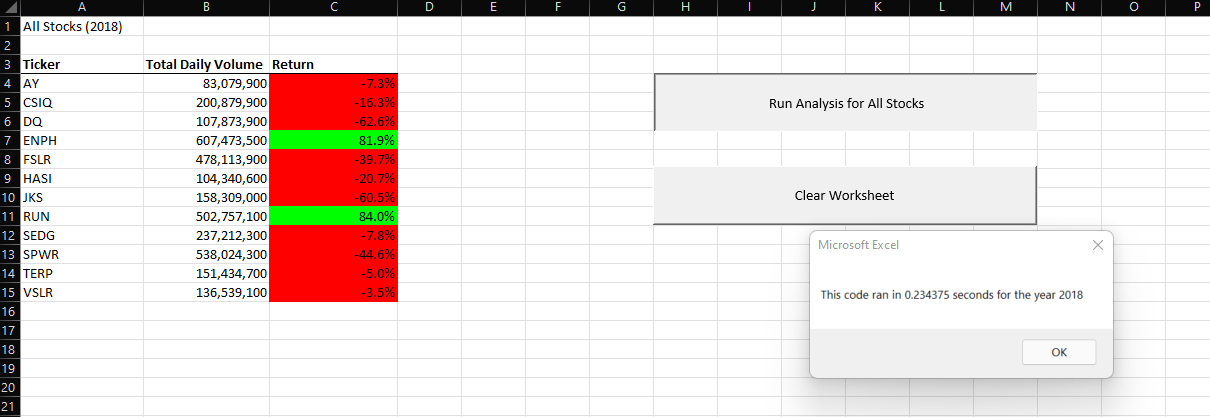 A B C D E F G H I J K L M N O P
1 All Stocks (2018)
2
3 Ticker Total Daily Volume Return
4 AY 83,079,900 -7.3%
5 CSIQ 200,879,900 -16.3%
Run Analysis for All Stocks
6 DQ 107,873,900 -62.6%
7 ENPH 607,473,500 81.9%
8 FSLR 478,113,900 -39.7%
9 HASI 104,340,600 -20.7%
10 JKS 158,309,000 -60.5%
Clear Worksheet
11 RUN 502,757,100 84.0%
12 SEDG 237,212,300 -7.8%
13 SPWR 538,024,300 -44.6%
14 TERP 151,434,700 -5.0%
15 VSLR 136,539,100 -3.5%
16
17
18
19
20
21
Microsoft Excel
This code ran in 0.234375 seconds for the year 2018
OK